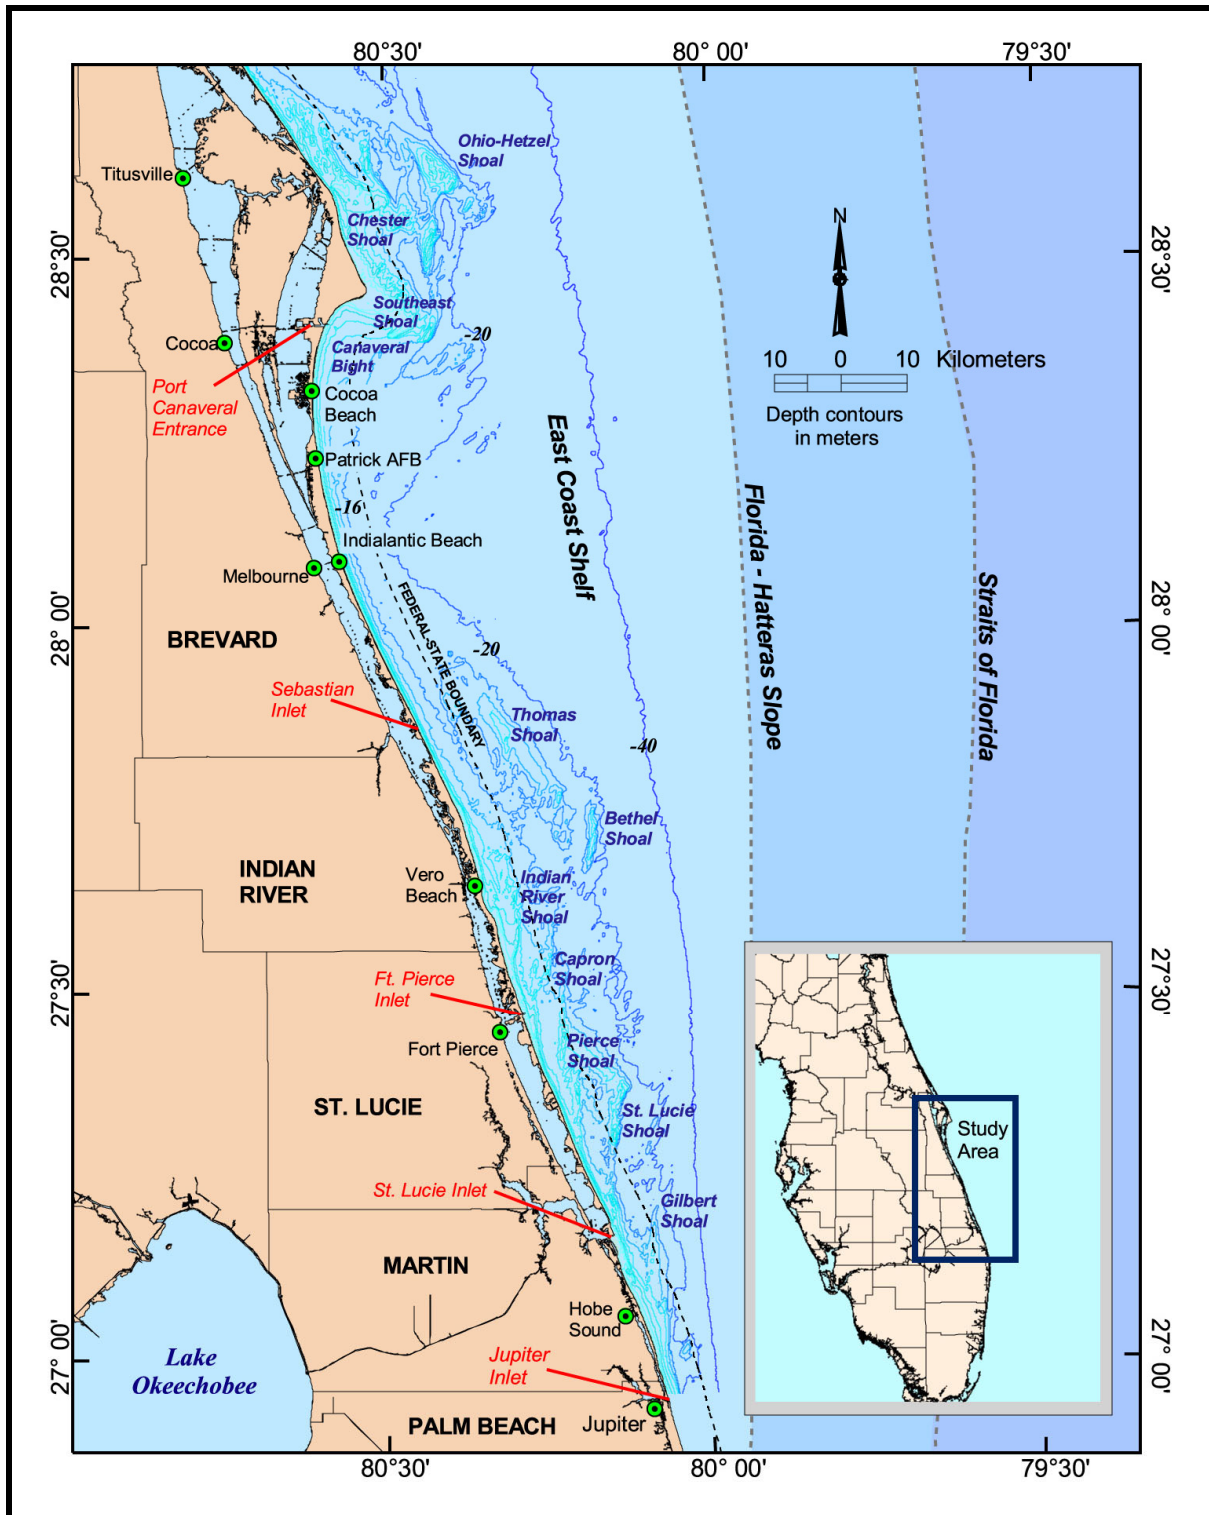 80°30'
80° 00'
79°30'
Ohio-Hetzel
Shoal
Titusville
Chester
Shoal
N
28°30'
28°30'
Southeast
Shoal
-20
Cocoa
Canaveral
Bight
10 0 10 Kilometers
Port
Canaveral
Entrance
Cocoa
Beach
Depth contours
in meters
Patrick AFB
East Coast Shelf
-16
Florida - Hatteras Slope
Indialantic Beach
Melbourne
Straits of Florida
FEDERAL-STATE BOUNDARY
28° 00'
28° 00'
BREVARD
-20
Sebastian
Inlet
Thomas
Shoal
-40
Bethel
Shoal
INDIAN
RIVER
Vero
Beach
Indian
River
Shoal
Capron
Shoal
27°30'
27°30'
Ft. Pierce
Inlet
Fort Pierce
Pierce
Shoal
ST. LUCIE
St. Lucie
Shoal
Study
Area
St. Lucie Inlet
Gilbert
Shoal
MARTIN
Hobe
Sound
27° 00'
27° 00'
Lake
Okeechobee
Jupiter
Inlet
PALM BEACH
Jupiter
80°30'
80° 00'
79°30'